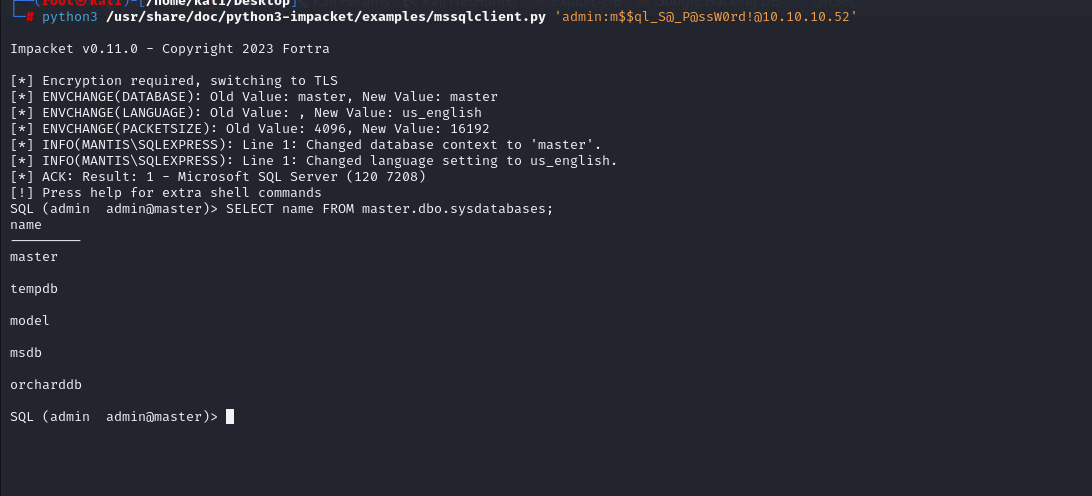 (root㉿kali)-[/home/kali/Desktop]
# python3 /usr/share/doc/python3-impacket/examples/mssqlclient.py 'admin:m$$ql_S@_P@ssW0rd!@10.10.10.52'
Impacket v0.11.0 - Copyright 2023 Fortra
[*] Encryption required, switching to TLS
[*] ENVCHANGE(DATABASE): Old Value: master, New Value: master
[*] ENVCHANGE(LANGUAGE): Old Value: , New Value: us_english
[*] ENVCHANGE(PACKETSIZE): Old Value: 4096, New Value: 16192
[*] INFO(MANTIS\SQLEXPRESS): Line 1: Changed database context to 'master'.
[*] INFO(MANTIS\SQLEXPRESS): Line 1: Changed language setting to us_english.
[*] ACK: Result: 1 - Microsoft SQL Server (120 7208)
[!] Press help for extra shell commands
SQL (admin  admin@master)> SELECT name FROM master.dbo.sysdatabases;
name
---------
master
tempdb
model
msdb
orcharddb
SQL (admin  admin@master)>